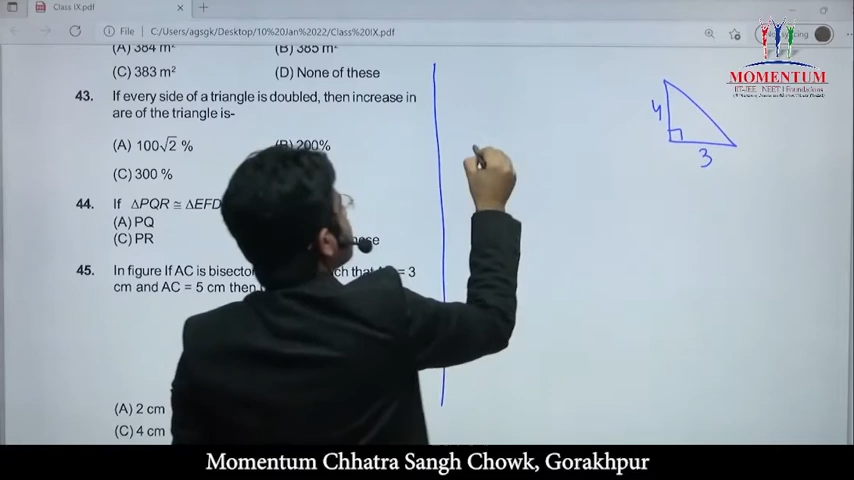 Class IX.pdf
File
C:/Users/agsgk/Desktop/10%20Jan%2022/Class%20IX.pdf
(A) 384 m²
(B) 385 m²
(C) 383 m²
(D) None of these
43. If every side of a triangle is doubled, then increase in
are of the triangle is-
(A) 100√2 %
(B) 200%
(C) 300 %
44. If ΔPQR ≅ ΔEFD
(A) PQ
(C) PR
45. In figure If AC is bisector
= 3
cm and AC = 5 cm then
(A) 2 cm
(C) 4 cm
4
3
MOMENTUM
IIT-JEE NEET Foundations
Momentum Chhatra Sangh Chowk, Gorakhpur